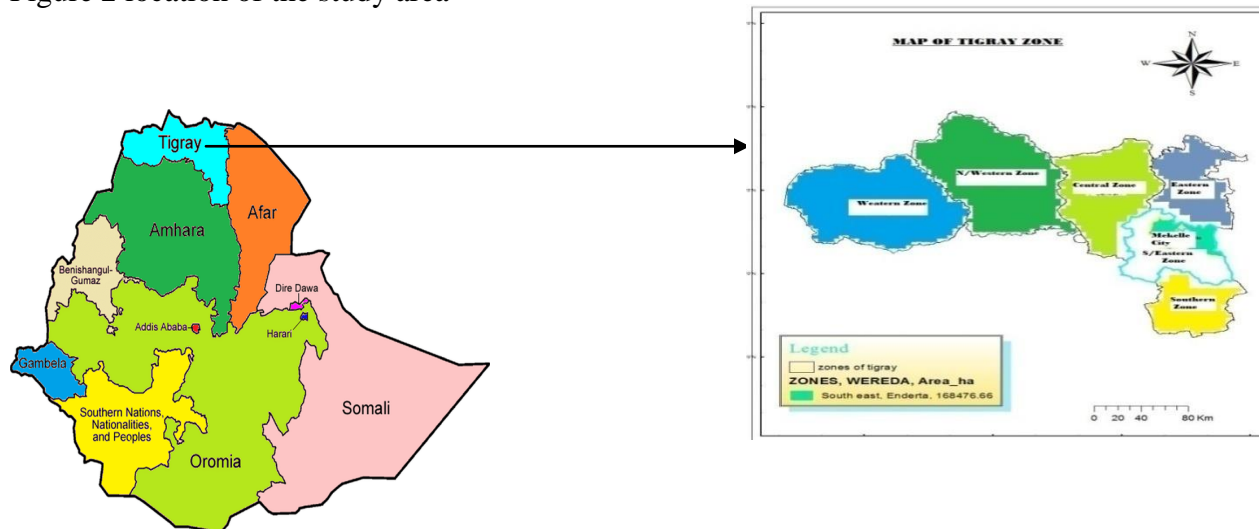 Figure 2 location of the study area
Tigray
Afar
Amhara
Benishangul-
Gumaz
Dire Dawa
Addis Ababa
Harari
Gambela
Southern Nations,
Nationalities,
and Peoples
Somali
Oromia
MAP OF TIGRAY ZONE
N
W
E
S
N/Western Zone
Central Zone
Eastern
Zone
Western Zone
Mekelle
City
S/Eastern
Zone
Southern
Zone
Legend
zones of tigray
ZONES, WEREDA, Area_ha
South east, Enderta, 168476.66
0 20 40 80 Km